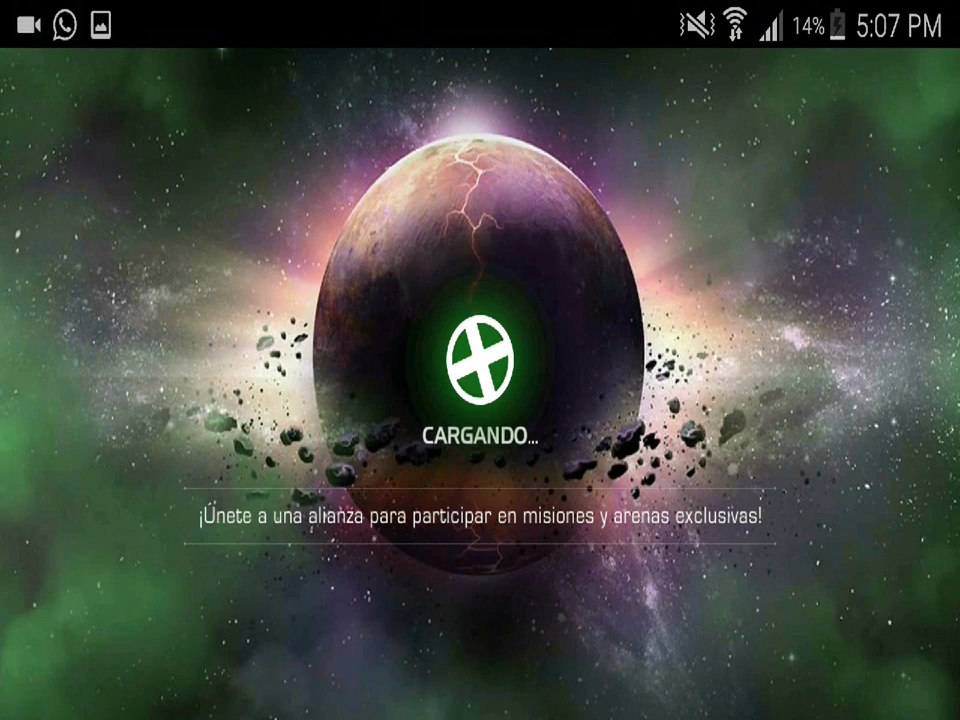 14% 5:07 PM
CARGANDO...
¡Únete a una alianza para participar en misiones y arenas exclusivas!